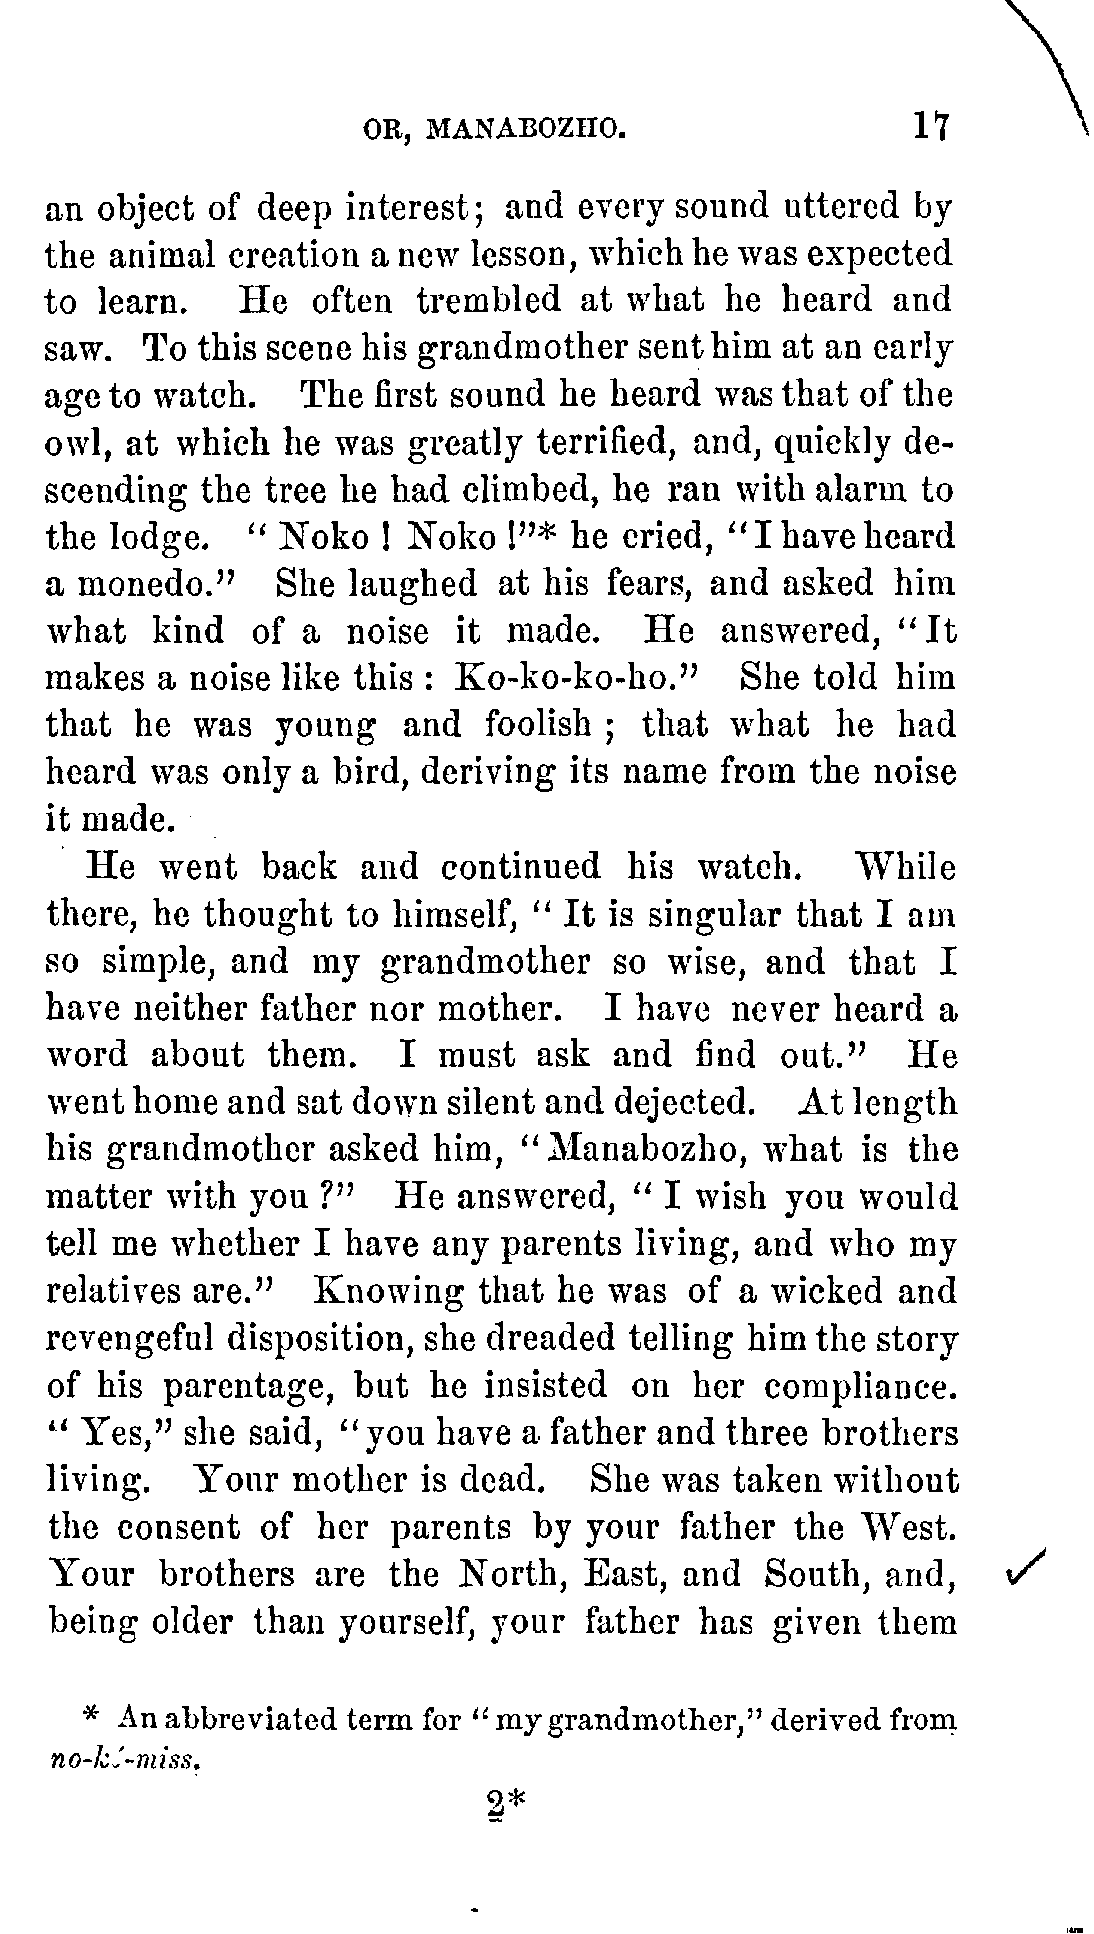 OR, MANABOZHO. 17
an object of deep interest; and every sound uttered by
the animal creation a new lesson, which he was expected
to learn. He often trembled at what he heard and
saw. To this scene his grandmother sent him at an early
age to watch. The first sound he heard was that of the
owl, at which he was greatly terrified, and, quickly de-
scending the tree he had climbed, he ran with alarm to
the lodge. " Noko ! Noko !"* he cried, "I have heard
a monedo." She laughed at his fears, and asked him
what kind of a noise it made. He answered, "It
makes a noise like this : Ko-ko-ko-ho." She told him
that he was young and foolish ; that what he had
heard was only a bird, deriving its name from the noise
it made.
He went back and continued his watch. While
there, he thought to himself, " It is singular that I am
so simple, and my grandmother so wise, and that I
have neither father nor mother. I have never heard a
word about them. I must ask and find out." He
went home and sat down silent and dejected. At length
his grandmother asked him, "Manabozho, what is the
matter with you ?" He answered, " I wish you would
tell me whether I have any parents living, and who my
relatives are." Knowing that he was of a wicked and
revengeful disposition, she dreaded telling him the story
of his parentage, but he insisted on her compliance.
" Yes," she said, "you have a father and three brothers
living. Your mother is dead. She was taken without
the consent of her parents by your father the West.
Your brothers are the North, East, and South, and,
being older than yourself, your father has given them
* An abbreviated term for "my grandmother," derived from
2*